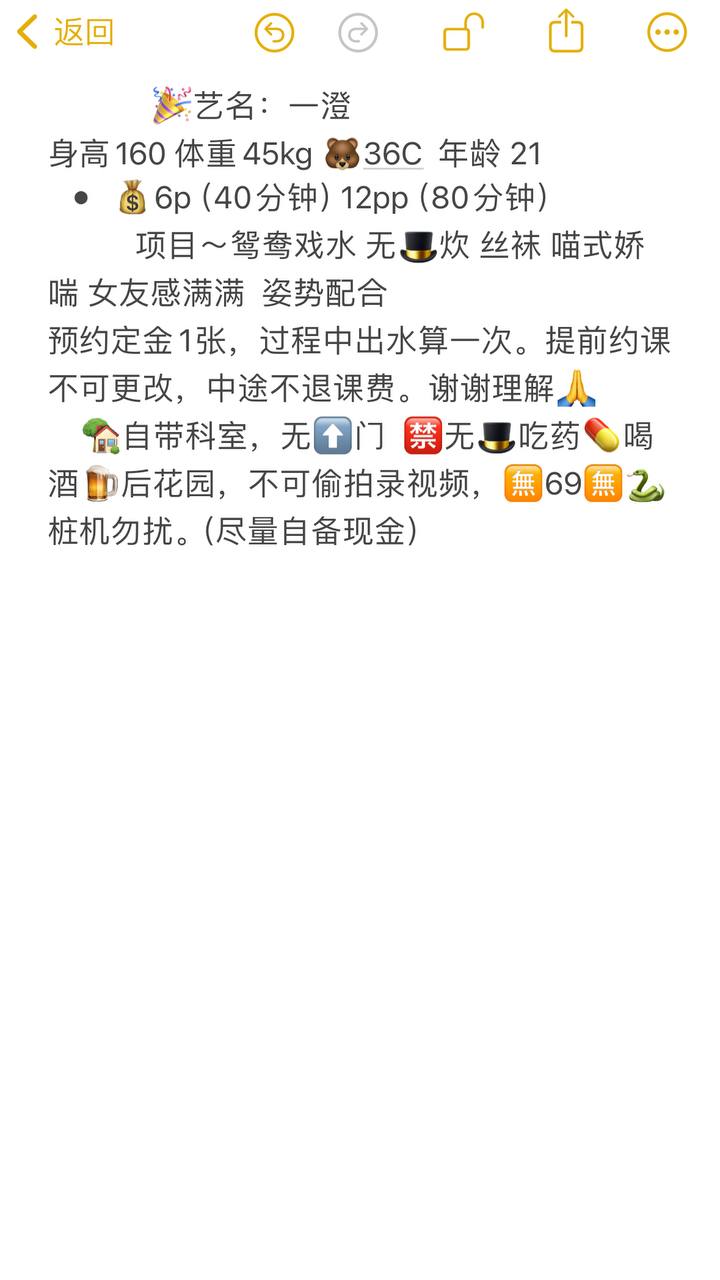 返回
🎉艺名：一澄
身高160 体重45kg 🐻36C 年龄 21
• 💰6p（40分钟）12pp（80分钟）
项目～鸳鸯戏水 无🎩炊 丝袜 喵式娇
喘 女友感满满 姿势配合
预约定金1张，过程中出水算一次。提前约课
不可更改，中途不退课费。谢谢理解🙏
🏡自带科室，无⬆️门 🈲无🎩吃药💊喝
酒🍺后花园，不可偷拍录视频，🈚69🈚🐍
桩机勿扰。（尽量自备现金）